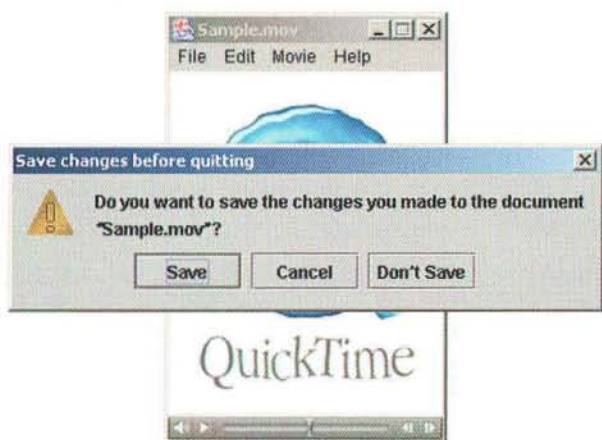 Sample.mov
File Edit Movie Help
Save changes before quitting
Do you want to save the changes you made to the document
"Sample.mov"?
Save Cancel Don't Save
QuickTime